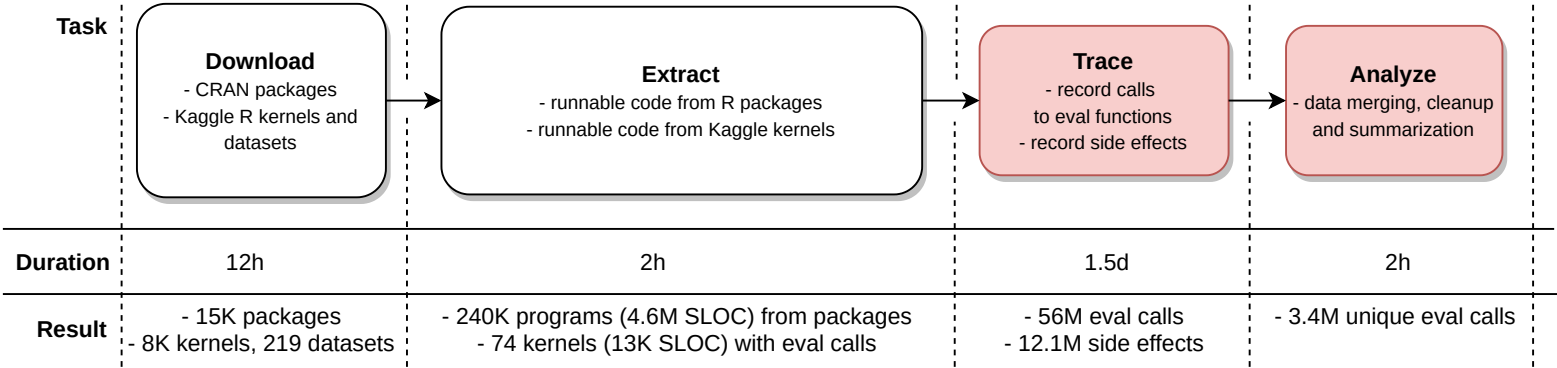 Task
Download
- CRAN packages
- Kaggle R kernels and
datasets
Extract
- runnable code from R packages
- runnable code from Kaggle kernels
Trace
- record calls
to eval functions
- record side effects
Analyze
- data merging, cleanup
and summarization
Duration
12h
2h
1.5d
2h
Result
- 15K packages
- 8K kernels, 219 datasets
- 240K programs (4.6M SLOC) from packages
- 74 kernels (13K SLOC) with eval calls
- 56M eval calls
- 12.1M side effects
- 3.4M unique eval calls